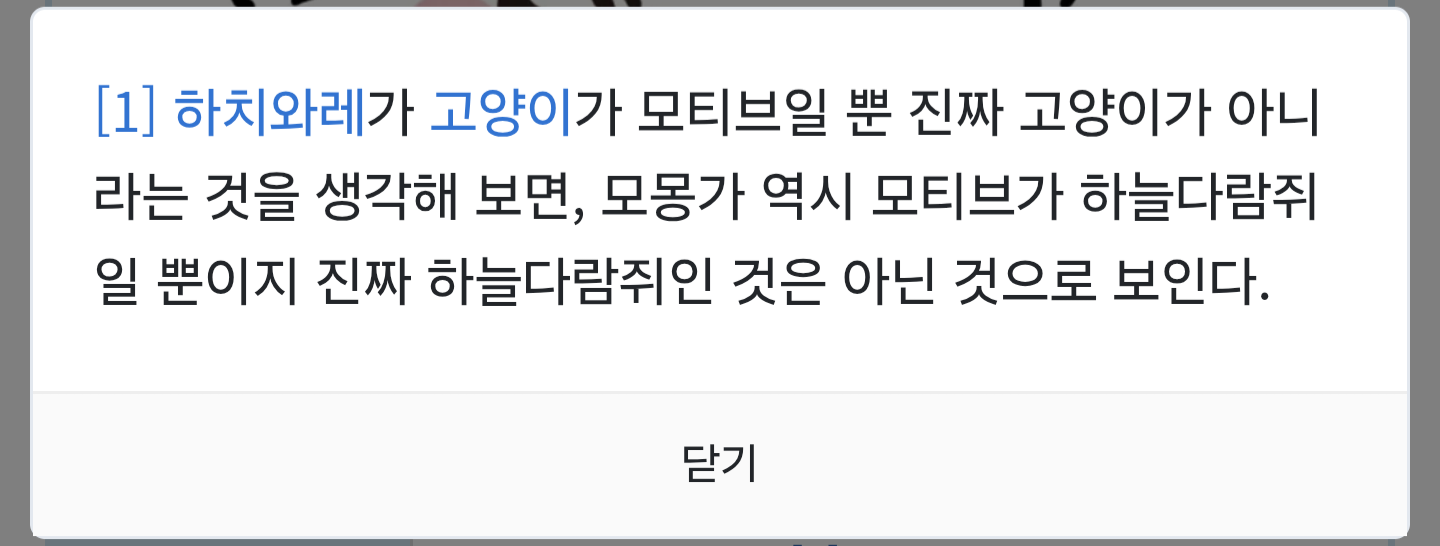 [1] 하치와레가 고양이가 모티브일 뿐 진짜 고양이가 아니
라는 것을 생각해 보면, 모몽가 역시 모티브가 하늘다람쥐
일 뿐이지 진짜 하늘다람쥐인 것은 아닌 것으로 보인다.
닫기